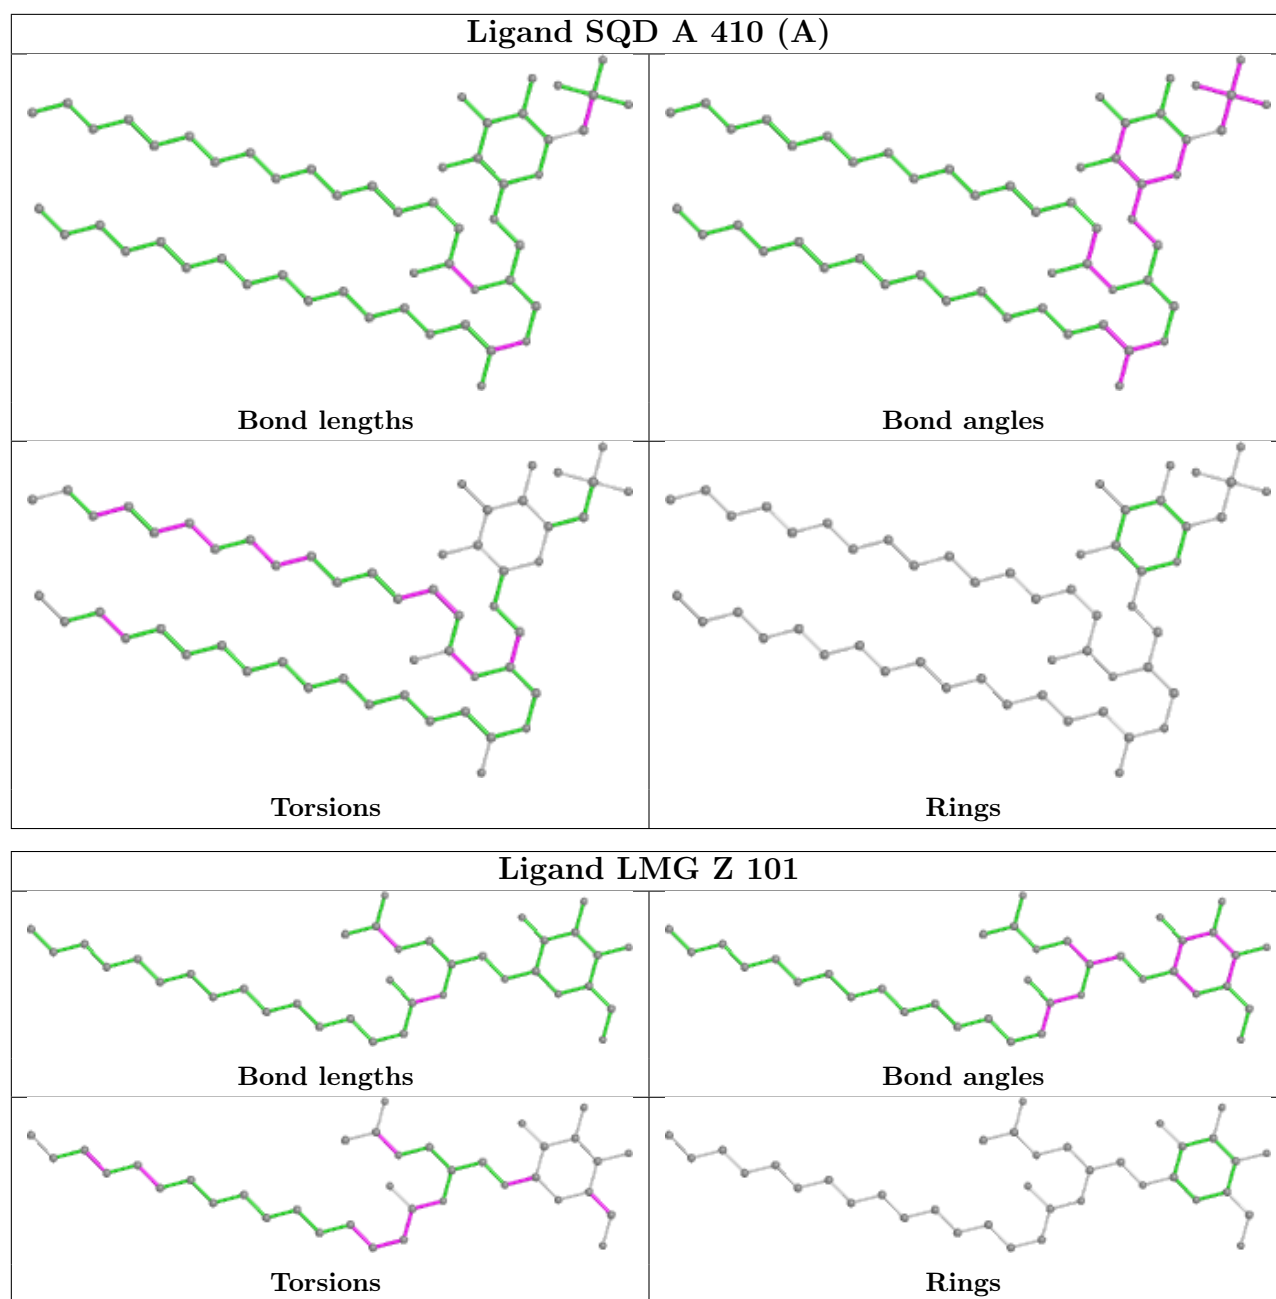 Ligand SQD A 410 (A)
Bond lengths
Bond angles
Torsions
Rings
Ligand LMG Z 101
Bond lengths
Bond angles
Torsions
Rings